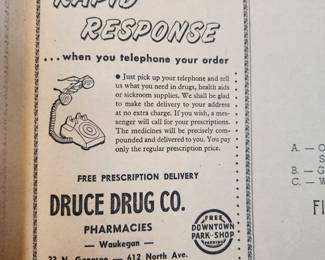 RAPID
RESPONSE
...when you telephone your order
● Just pick up your telephone and tell
us what you need in drugs, health aids
or sickroom supplies. We shall be glad
to make the delivery to your address
at no extra charge. If you wish, a mes-
senger will call for your prescriptions.
The medicines will be precisely com-
pounded and delivered to you. You pay
only the regular prescription price.
FREE PRESCRIPTION DELIVERY
DRUCE DRUG CO.
PHARMACIES
— Waukegan —
FREE
DOWNTOWN
PARK-SHOP
612 North Ave.
A.— O
S
B.— G
C.— W
FI